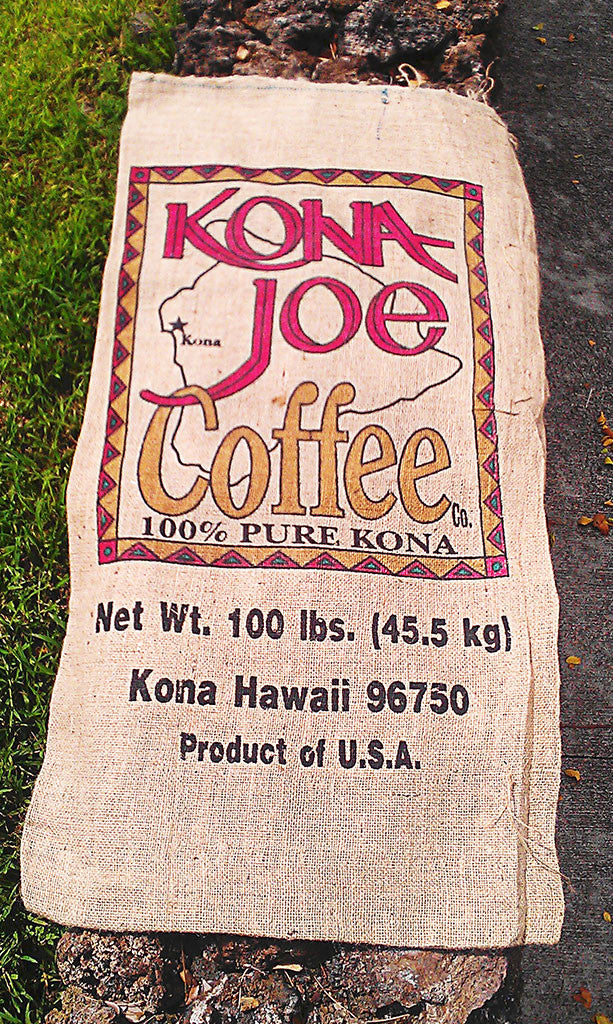 KONA
Joe
Kona
Coffee Co.
100% PURE KONA
Net Wt. 100 lbs. (45.5 kg)
Kona Hawaii 96750
Product of U.S.A.